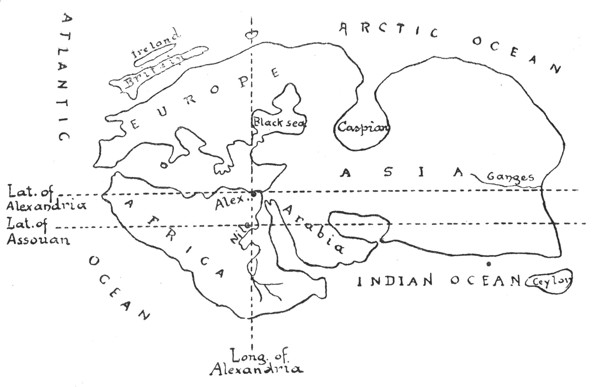 ATLANTIC
Ireland
Britain
ARCTIC OCEAN
EUROPE
Black sea
Caspian
ASIA
Ganges
Lat. of
Alexandria
Alex.
Lat. of
Assouan
AFRICA
Nile
Arabia
OCEAN
INDIAN OCEAN
Ceylon
Long. of
Alexandria